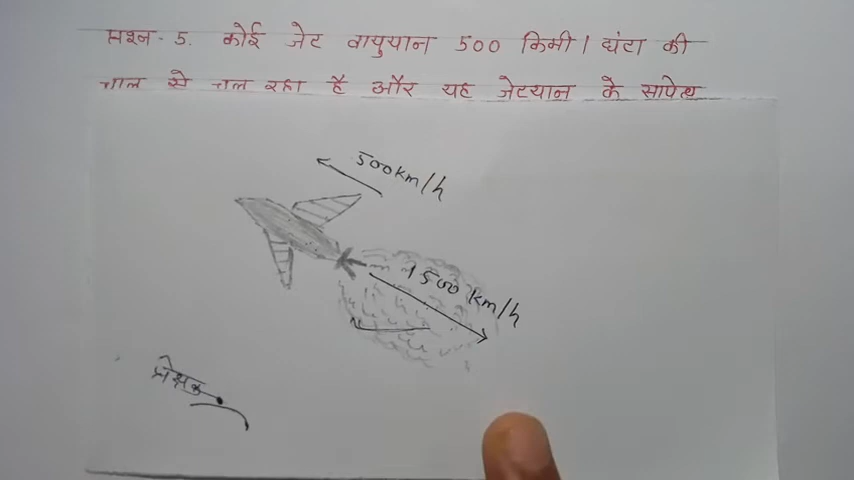 प्रश्न - 5. कोई जेट वायुयान 500 किमी / घंटा की
चाल से चल रहा है और यह जेटयान के सापेक्ष
500km/h
1500 km/h
प्रेक्षक